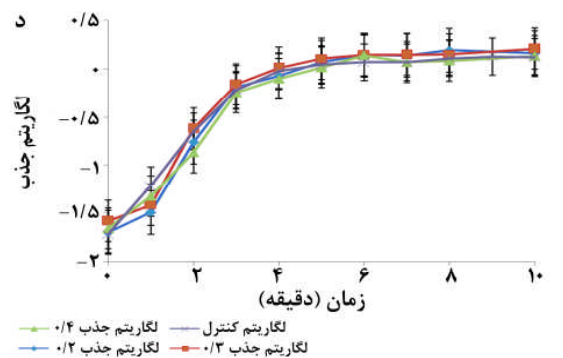 د
۰/۵
۰
−۰/۵
−۱
−۱/۵
−۲
لگاریتم جذب
۰ ۲ ۴ ۶ ۸ ۱۰
زمان (دقیقه)
لگاریتم کنترل لگاریتم جذب ۰/۴
لگاریتم جذب ۰/۳ لگاریتم جذب ۰/۲